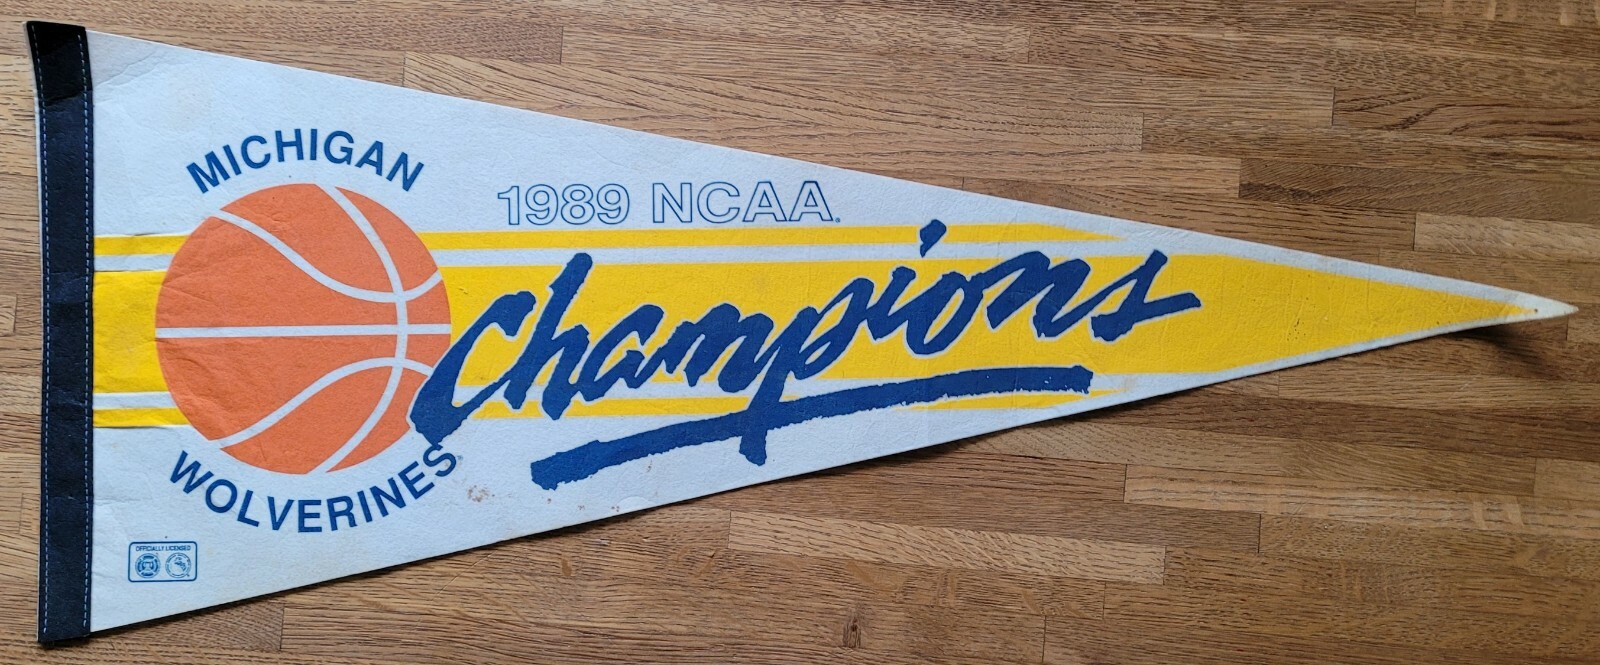 MICHIGAN
1989 NCAA
Champions
WOLVERINES
OFFICIALLY LICENSED